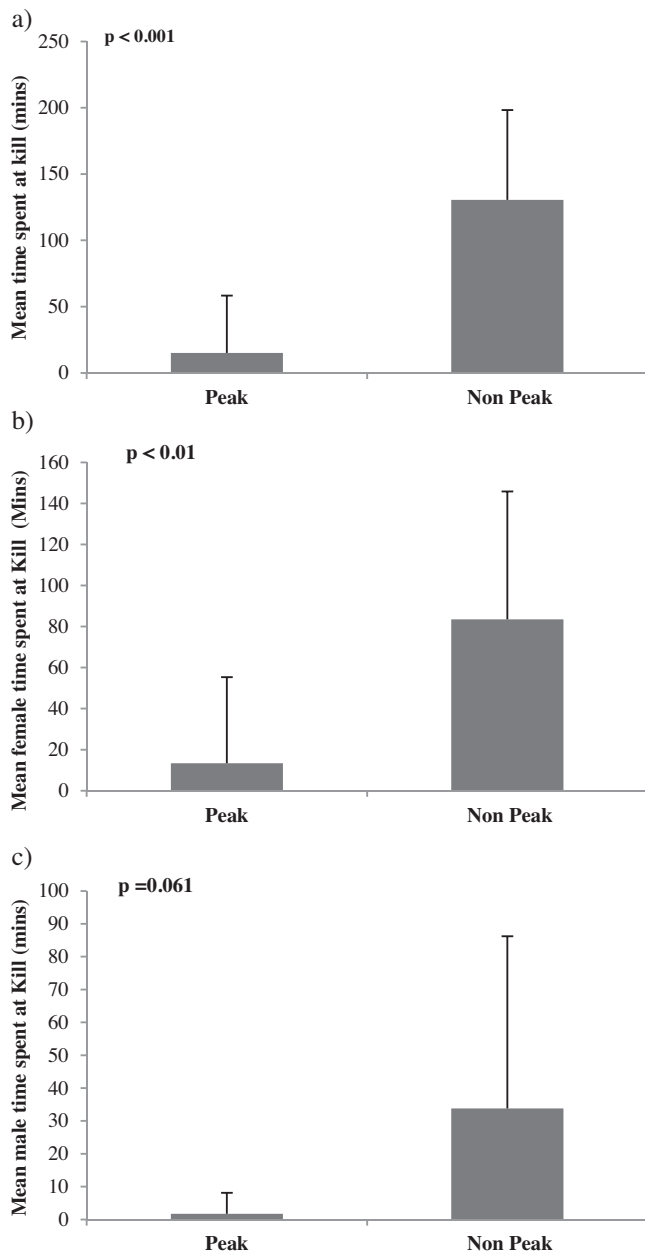 a)
p < 0.001
Mean time spent at kill (mins)
250
200
150
100
50
0
Peak Non Peak
b)
p < 0.01
Mean female time spent at Kill (Mins)
160
140
120
100
80
60
40
20
0
Peak Non Peak
c)
p =0.061
Mean male time spent at Kill (mins)
100
90
80
70
60
50
40
30
20
10
0
Peak Non Peak